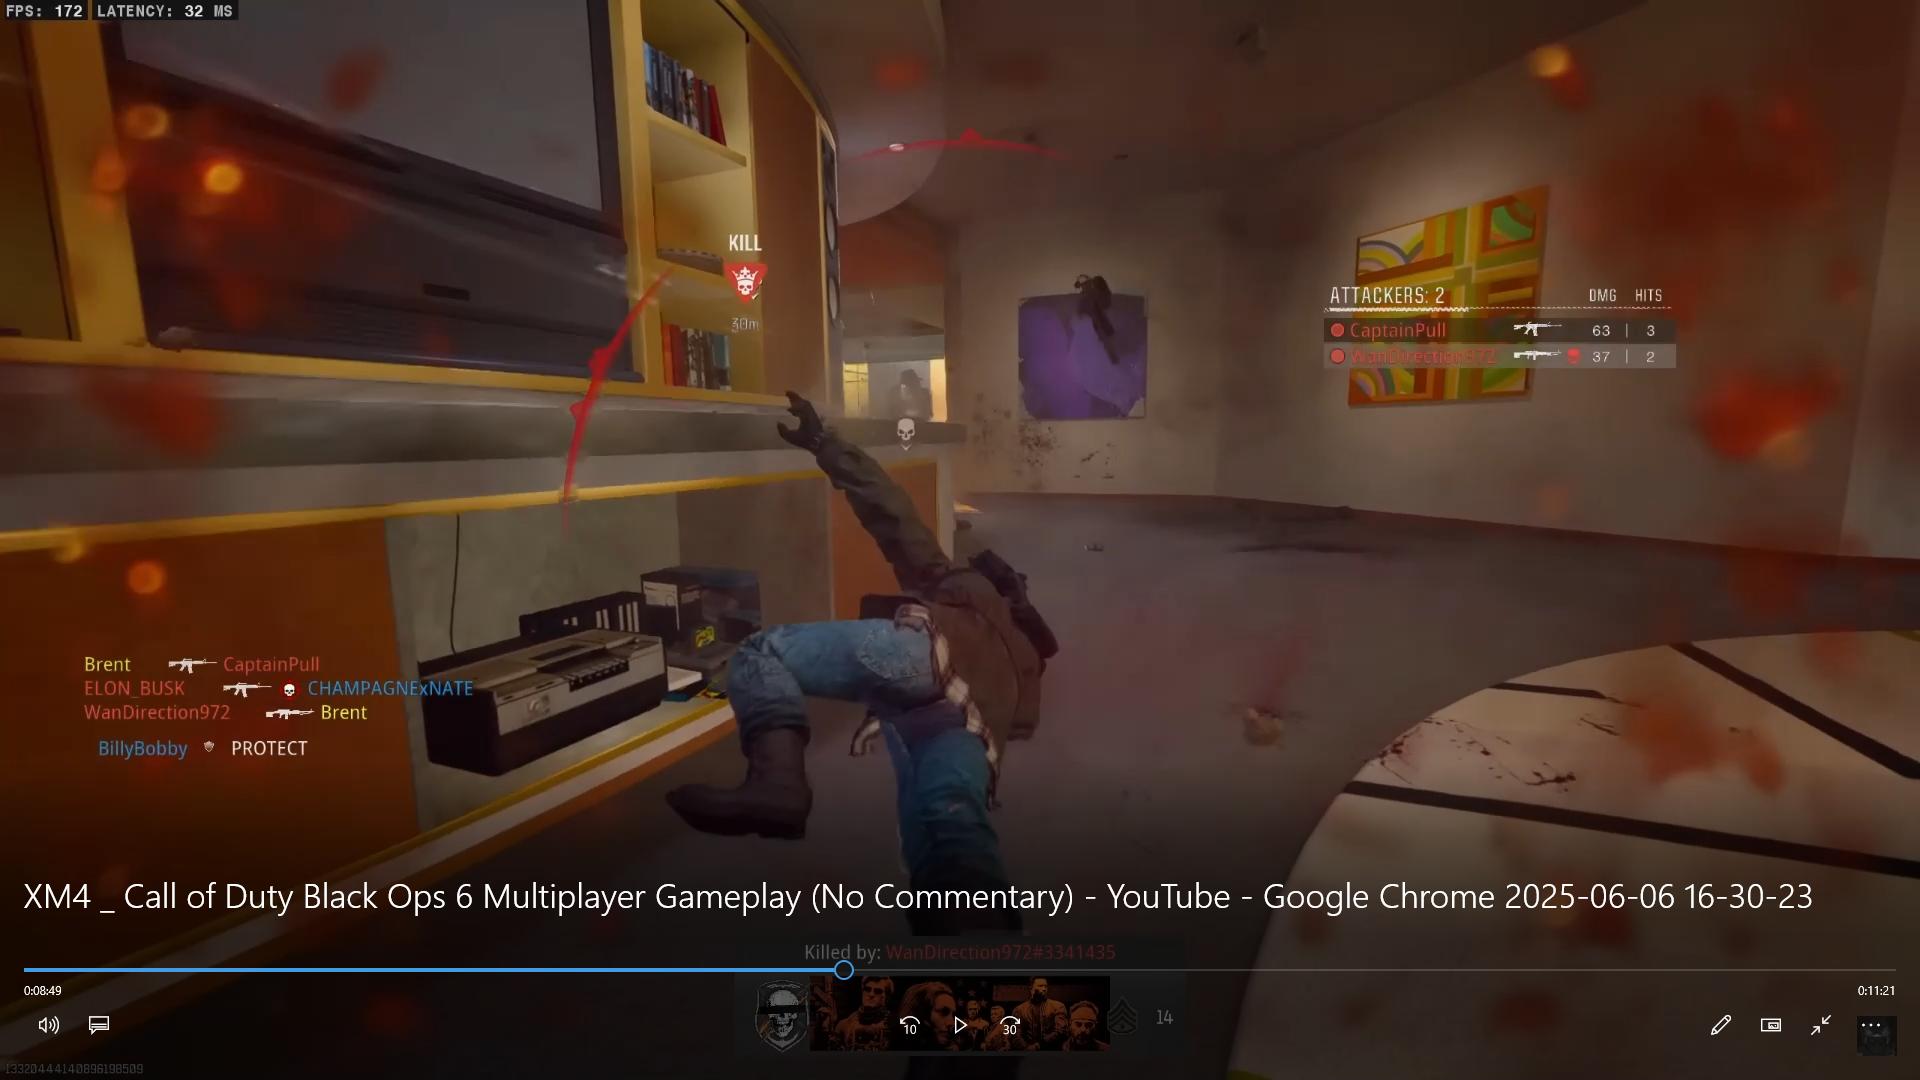 FPS: 172 LATENCY: 32 MS
KILL
30m
ATTACKERS: 2 DMG HITS
CaptainPull 63 | 3
WanDirection972 37 | 2
Brent CaptainPull
ELON_BUSK CHAMPAGNExNATE
WanDirection972 Brent
BillyBobby PROTECT
XM4 _ Call of Duty Black Ops 6 Multiplayer Gameplay (No Commentary) - YouTube - Google Chrome 2025-06-06 16-30-23
Killed by: WanDirection972#3341435
0:08:49 0:11:21
10 30 14